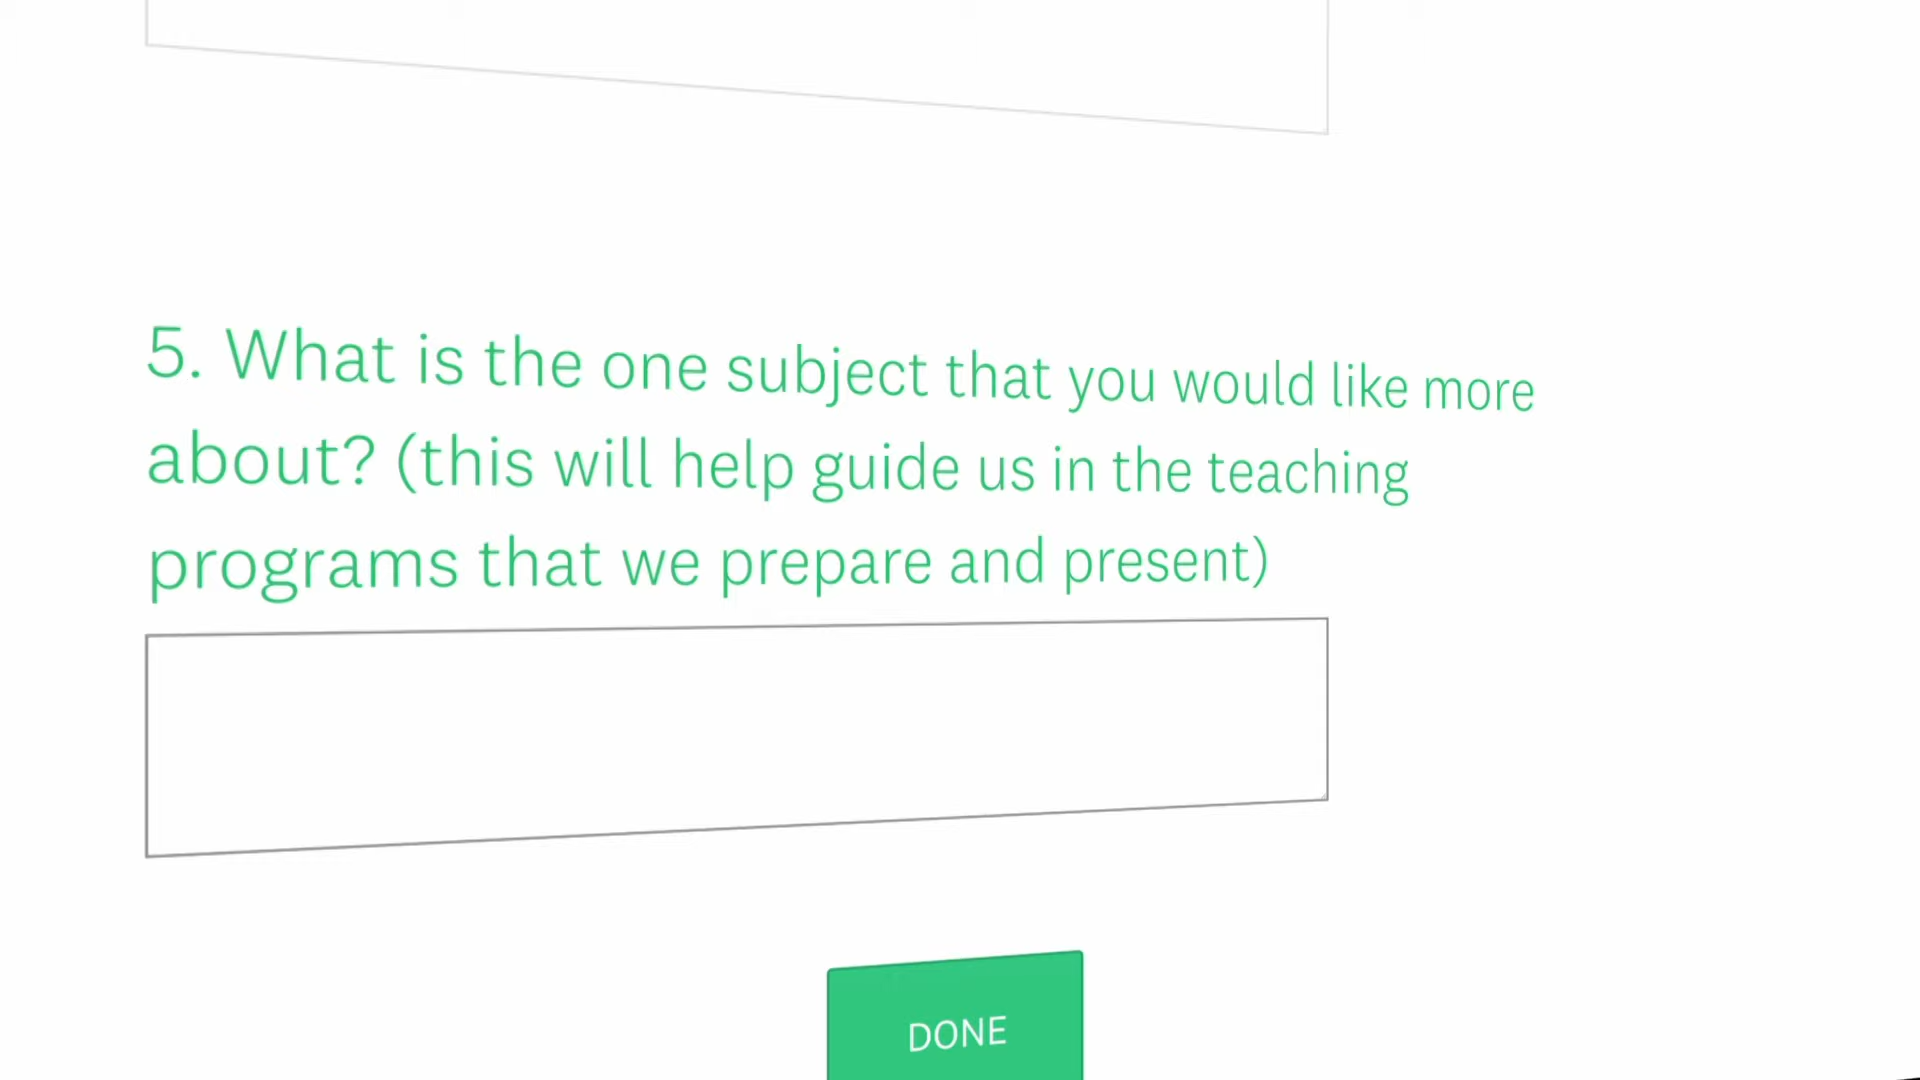 5. What is the one subject that you would like more
about? (this will help guide us in the teaching
programs that we prepare and present)
DONE